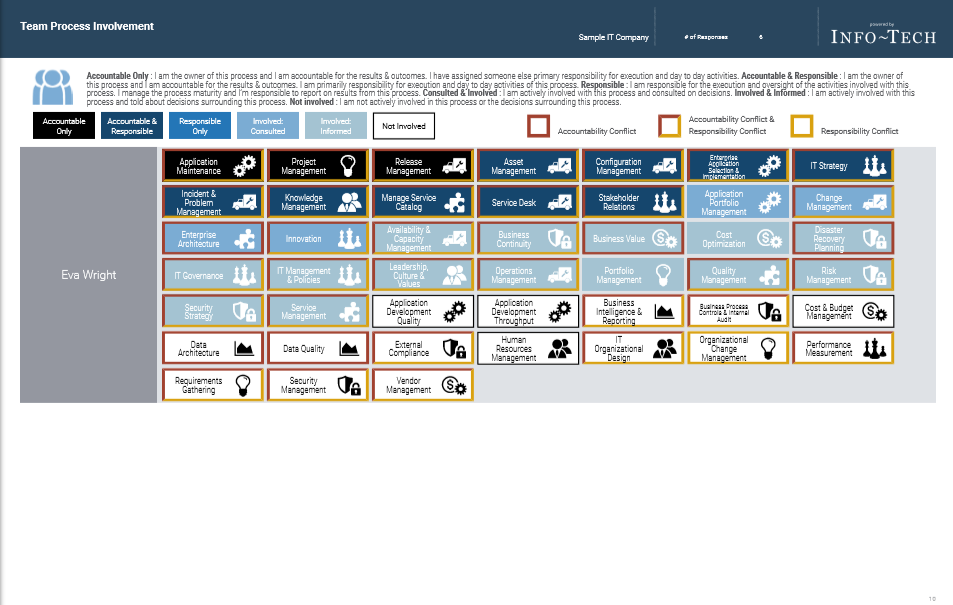 Team Process Involvement
Sample IT Company
# of Responses
6
powered by
INFO~TECH
Accountable Only : I am the owner of this process and I am accountable for the results & outcomes. I have assigned someone else primary responsibility for execution and day to day activities. Accountable & Responsible : I am the owner of
this process and I am accountable for the results & outcomes. I am primarily responsibility for execution and day to day activities of this process. Responsible : I am responsible for the execution and oversight of the activities involved with this
process. I manage the process maturity and I'm responsible to report on results from this process. Consulted & Involved : I am actively involved with this process and consulted on decisions. Involved & Informed : I am actively involved with this
process and told about decisions surrounding this process. Not involved : I am not actively involved in this process or the decisions surrounding this process.
Accountable
Only
Accountable &
Responsible
Responsible
Only
Involved:
Consulted
Involved:
Informed
Not Involved
Accountability Conflict
Accountability Conflict &
Responsibility Conflict
Responsibility Conflict
Eva Wright
Application
Maintenance
Project
Management
Release
Management
Asset
Management
Configuration
Management
Enterprise
Application
Selection &
Implementation
IT Strategy
Incident &
Problem
Management
Knowledge
Management
Manage Service
Catalog
Service Desk
Stakeholder
Relations
Application
Portfolio
Management
Change
Management
Enterprise
Architecture
Innovation
Availability &
Capacity
Management
Business
Continuity
Business Value
Cost
Optimization
Disaster
Recovery
Planning
IT Governance
IT Management
& Policies
Leadership,
Culture &
Values
Operations
Management
Portfolio
Management
Quality
Management
Risk
Management
Security
Strategy
Service
Management
Application
Development
Quality
Application
Development
Throughput
Business
Intelligence &
Reporting
Business Process
Controls & Internal
Audit
Cost & Budget
Management
Data
Architecture
Data Quality
External
Compliance
Human
Resources
Management
IT
Organizational
Design
Organizational
Change
Management
Performance
Measurement
Requirements
Gathering
Security
Management
Vendor
Management